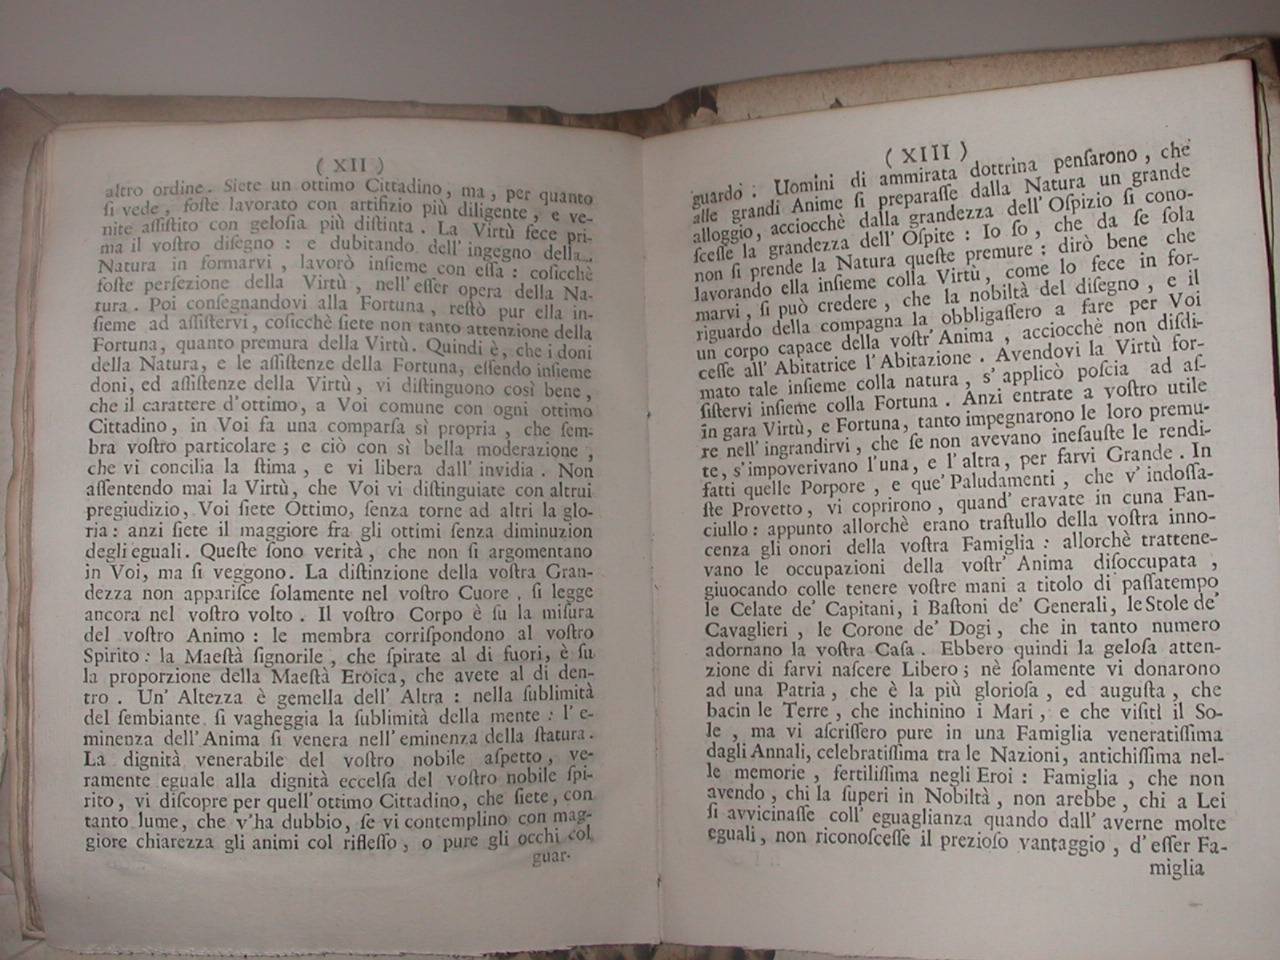 ( XII )
altro ordine. Siete un ottimo Cittadino, ma, per quanto
ſi vede, foſte lavorato con artifizio più diligente, e ve-
nite aſſiſtito con geloſia più diſtinta. La Virtù fece pri-
ma il voſtro diſegno: e dubitando dell' ingegno della
Natura in formarvi, lavorò inſieme con eſſa: coſicchè
foſte perfezione della Virtù, nell' eſſer opera della Na-
tura. Poi conſegnandovi alla Fortuna, reſtò pur ella in-
ſieme ad aſſiſtervi, coſicchè ſiete non tanto attenzione della
Fortuna, quanto premura della Virtù. Quindi è, che i doni
della Natura, e le aſſiſtenze della Fortuna, eſſendo inſieme
doni, ed aſſiſtenze della Virtù, vi diſtinguono così bene,
che il carattere d'ottimo, a Voi comune con ogni ottimo
Cittadino, in Voi fa una comparſa sì propria, che ſem-
bra voſtro particolare; e ciò con sì bella moderazione,
che vi concilia la ſtima, e vi libera dall' invidia. Non
aſſentendo mai la Virtù, che Voi vi diſtinguiate con altrui
pregiudizio, Voi ſiete Ottimo, ſenza torne ad altri la glo-
ria: anzi ſiete il maggiore fra gli ottimi ſenza diminuzion
degli eguali. Queſte ſono verità, che non ſi argomentano
in Voi, ma ſi veggono. La diſtinzione della voſtra Gran-
dezza non appariſce ſolamente nel voſtro Cuore, ſi legge
ancora nel voſtro volto. Il voſtro Corpo è ſu la miſura
del voſtro Animo: le membra corriſpondono al voſtro
Spirito: la Maeſtà ſignorile, che ſpirate al di fuori, è ſu
la proporzione della Maeſtà Eroica, che avete al di den-
tro. Un' Altezza è gemella dell' Altra: nella ſublimità
del ſembiante ſi vagheggia la ſublimità della mente: l' e-
minenza dell' Anima ſi venera nell' eminenza della ſtatura.
La dignità venerabile del voſtro nobile aſpetto, ve-
ramente eguale alla dignità eccelſa del voſtro nobile ſpi-
rito, vi diſcopre per quell' ottimo Cittadino, che ſiete, con
tanto lume, che v'ha dubbio, ſe vi contemplino con mag-
giore chiarezza gli animi col rifleſſo, o pure gli occhi col
guar-
( XIII )
guardo. Uomini di ammirata dottrina penſarono, che
alle grandi Anime ſi preparaſſe dalla Natura un grande
alloggio, acciocchè dalla grandezza dell' Oſpizio ſi cono-
ſceſſe la grandezza dell' Oſpite: Io ſo, che da ſe ſola
non ſi prende la Natura queſte premure: dirò bene che
lavorando ella inſieme colla Virtù, come lo fece in for-
marvi, ſi può credere, che la nobiltà del diſegno, e il
riguardo della compagna la obbligaſſero a fare per Voi
un corpo capace della voſtr' Anima, acciocchè non diſdi-
ceſſe all' Abitatrice l'Abitazione. Avendovi la Virtù for-
mato tale inſieme colla natura, s' applicò poſcia ad aſ-
ſiſtervi inſieme colla Fortuna. Anzi entrate a voſtro utile
in gara Virtù, e Fortuna, tanto impegnarono le loro premu-
re nell' ingrandirvi, che ſe non avevano ineſauſte le rendi-
te, s' impoverivano l'una, e l'altra, per farvi Grande. In
fatti quelle Porpore, e que' Paludamenti, che v' indoſſa-
ſte Provetto, vi coprirono, quand' eravate in cuna Fan-
ciullo: appunto allorchè erano traſtullo della voſtra inno-
cenza gli onori della voſtra Famiglia: allorchè trattene-
vano le occupazioni della voſtr' Anima diſoccupata,
giuocando colle tenere voſtre mani a titolo di paſſatempo
le Celate de' Capitani, i Baſtoni de' Generali, le Stole de'
Cavaglieri, le Corone de' Dogi, che in tanto numero
adornano la voſtra Caſa. Ebbero quindi la geloſa atten-
zione di farvi naſcere Libero; nè ſolamente vi donarono
ad una Patria, che è la più glorioſa, ed auguſta, che
bacin le Terre, che inchinino i Mari, e che viſiti il So-
le, ma vi aſcriſſero pure in una Famiglia veneratiſſima
dagli Annali, celebratiſſima tra le Nazioni, antichiſſima nel-
le memorie, fertiliſſima negli Eroi: Famiglia, che non
avendo, chi la ſuperi in Nobiltà, non arebbe, chi a Lei
ſi avvicinaſſe coll' eguaglianza quando dall' averne molte
eguali, non riconoſceſſe il prezioſo vantaggio, d' eſſer Fa-
miglia